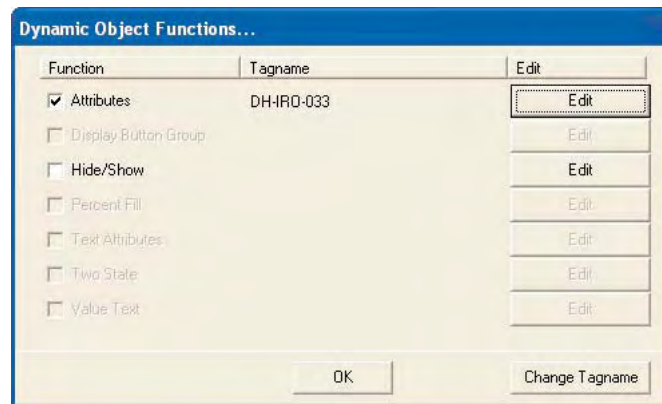 Dynamic Object Functions...
Function Tagname Edit
Attributes DH-IRO-033 Edit
Display Button Group Edit
Hide/Show Edit
Percent Fill Edit
Text Attributes Edit
Two State Edit
Value Text Edit
OK Change Tagname